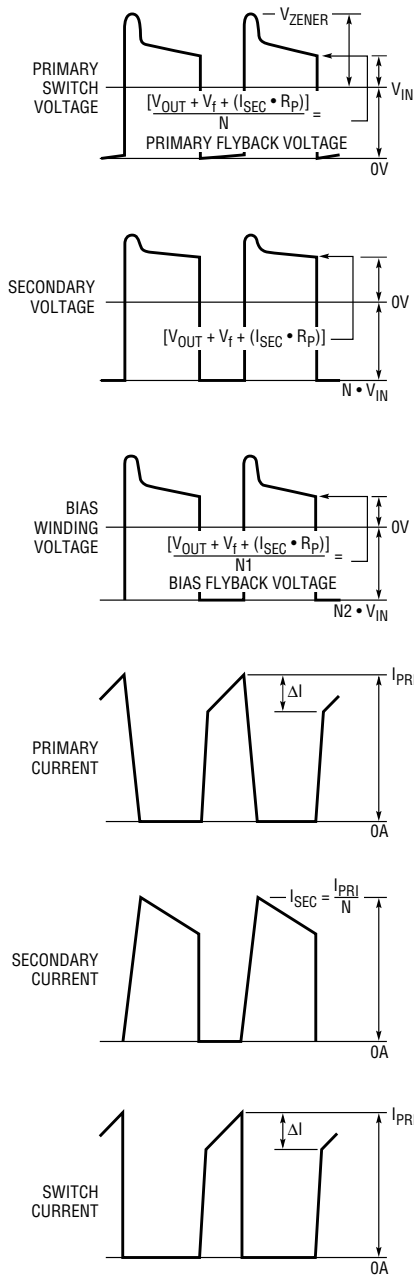 V_ZENER
PRIMARY
SWITCH
VOLTAGE
V_IN
[V_OUT + V_f + (I_SEC • R_P)]
N
=
PRIMARY FLYBACK VOLTAGE
0V
SECONDARY
VOLTAGE
0V
[V_OUT + V_f + (I_SEC • R_P)]
N • V_IN
BIAS
WINDING
VOLTAGE
0V
[V_OUT + V_f + (I_SEC • R_P)]
N1
=
BIAS FLYBACK VOLTAGE
N2 • V_IN
I_PRI
ΔI
PRIMARY
CURRENT
0A
I_SEC = I_PRI
N
SECONDARY
CURRENT
0A
I_PRI
ΔI
SWITCH
CURRENT
0A